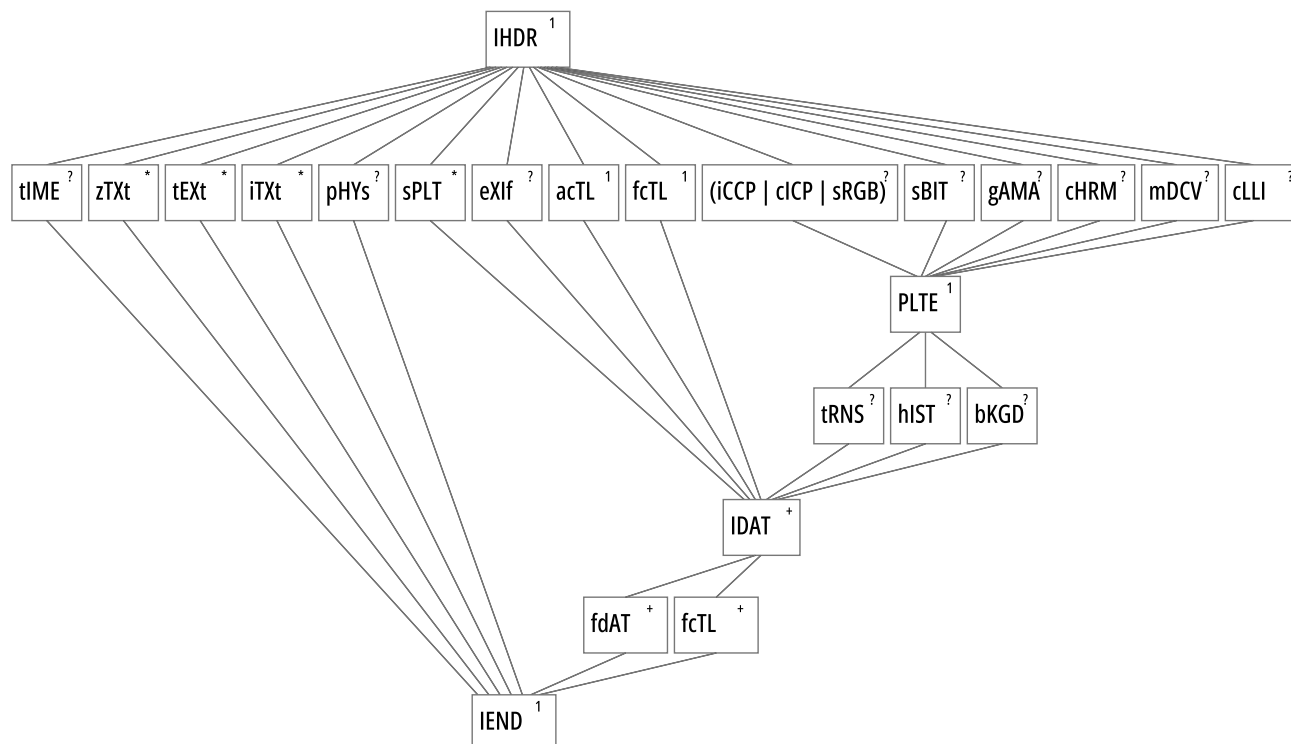 IHDR 1
tIME ? zTXt * tEXt * iTXt * pHYs ? sPLT * eXIf ? acTL 1 fcTL 1 (iCCP | cICP | sRGB) ? sBIT ? gAMA ? cHRM ? mDCV ? cLLI ?
PLTE 1
tRNS ? hIST ? bKGD ?
IDAT +
fdAT + fcTL +
IEND 1